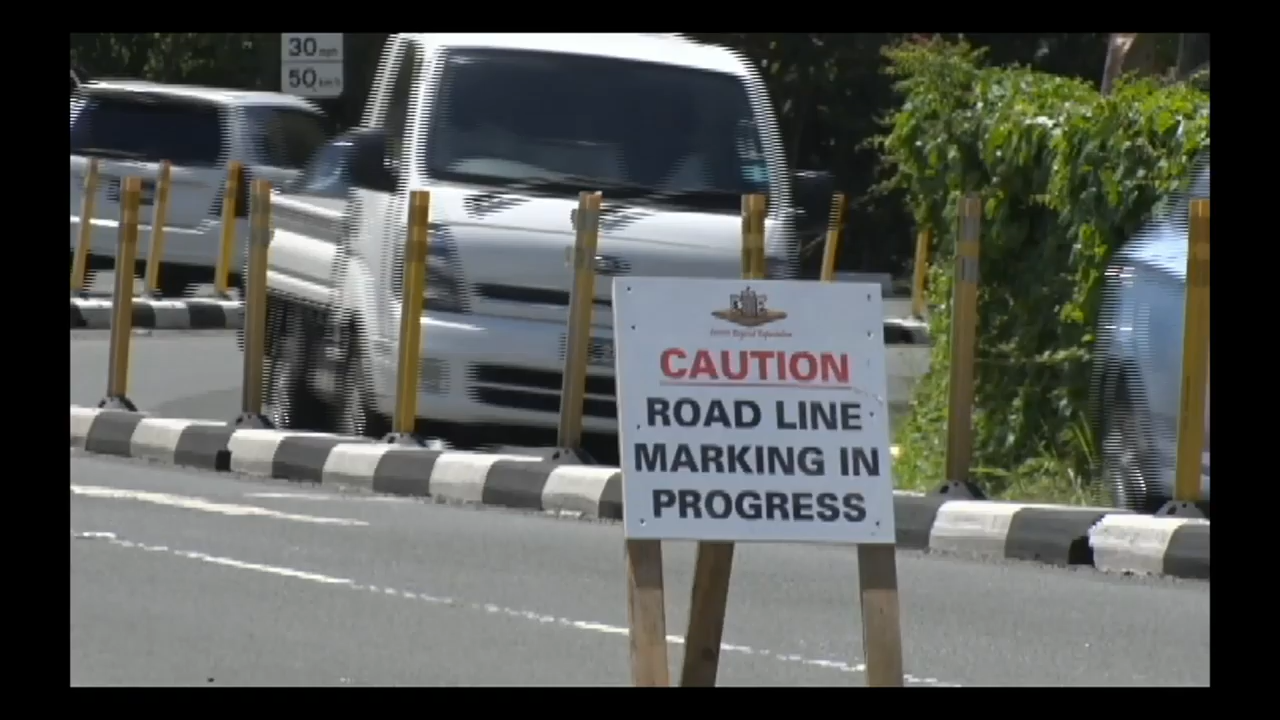 30 mph
50 km/h
CAUTION
ROAD LINE
MARKING IN
PROGRESS